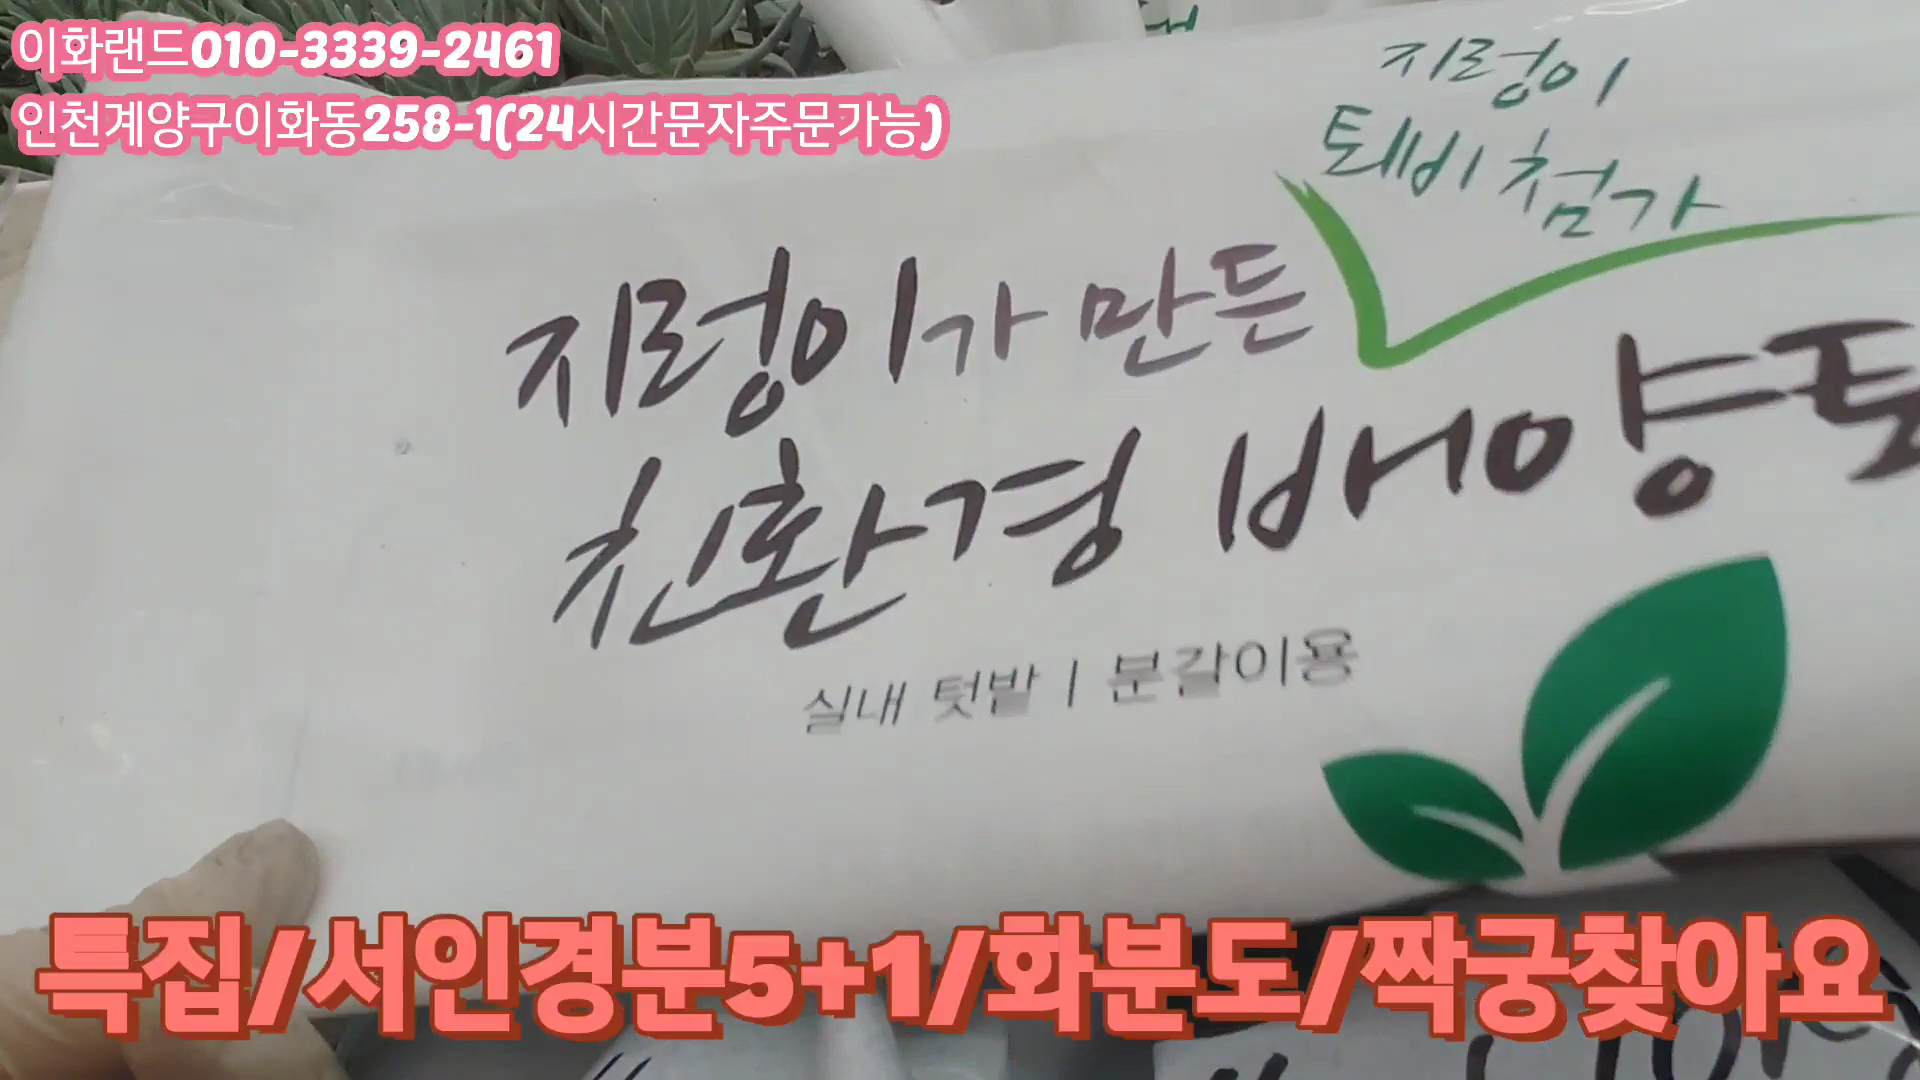 이화랜드010-3339-2461
인천계양구이화동258-1(24시간문자주문가능)
지렁이
퇴비 첨가
지렁이가 만든
친환경 배양토
실내 텃밭 | 분갈이용
특집/서인경분5+1/화분도/짝궁찾아요